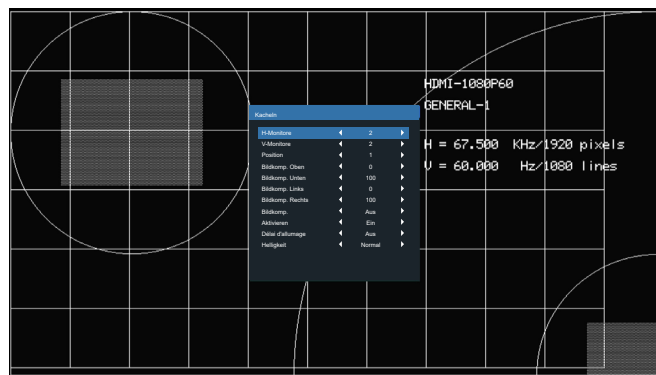 HDMI-1080P60
GENERAL-1
H = 67.500 KHz/1920 pixels
V = 60.000 Hz/1080 lines
Kacheln
H-Monitore 2
V-Monitore 2
Position 1
Bildkomp. Oben 0
Bildkomp. Unten 100
Bildkomp. Links 0
Bildkomp. Rechts 100
Bildkomp. Aus
Aktivieren Ein
Délai d'allumage Aus
Helligkeit Normal